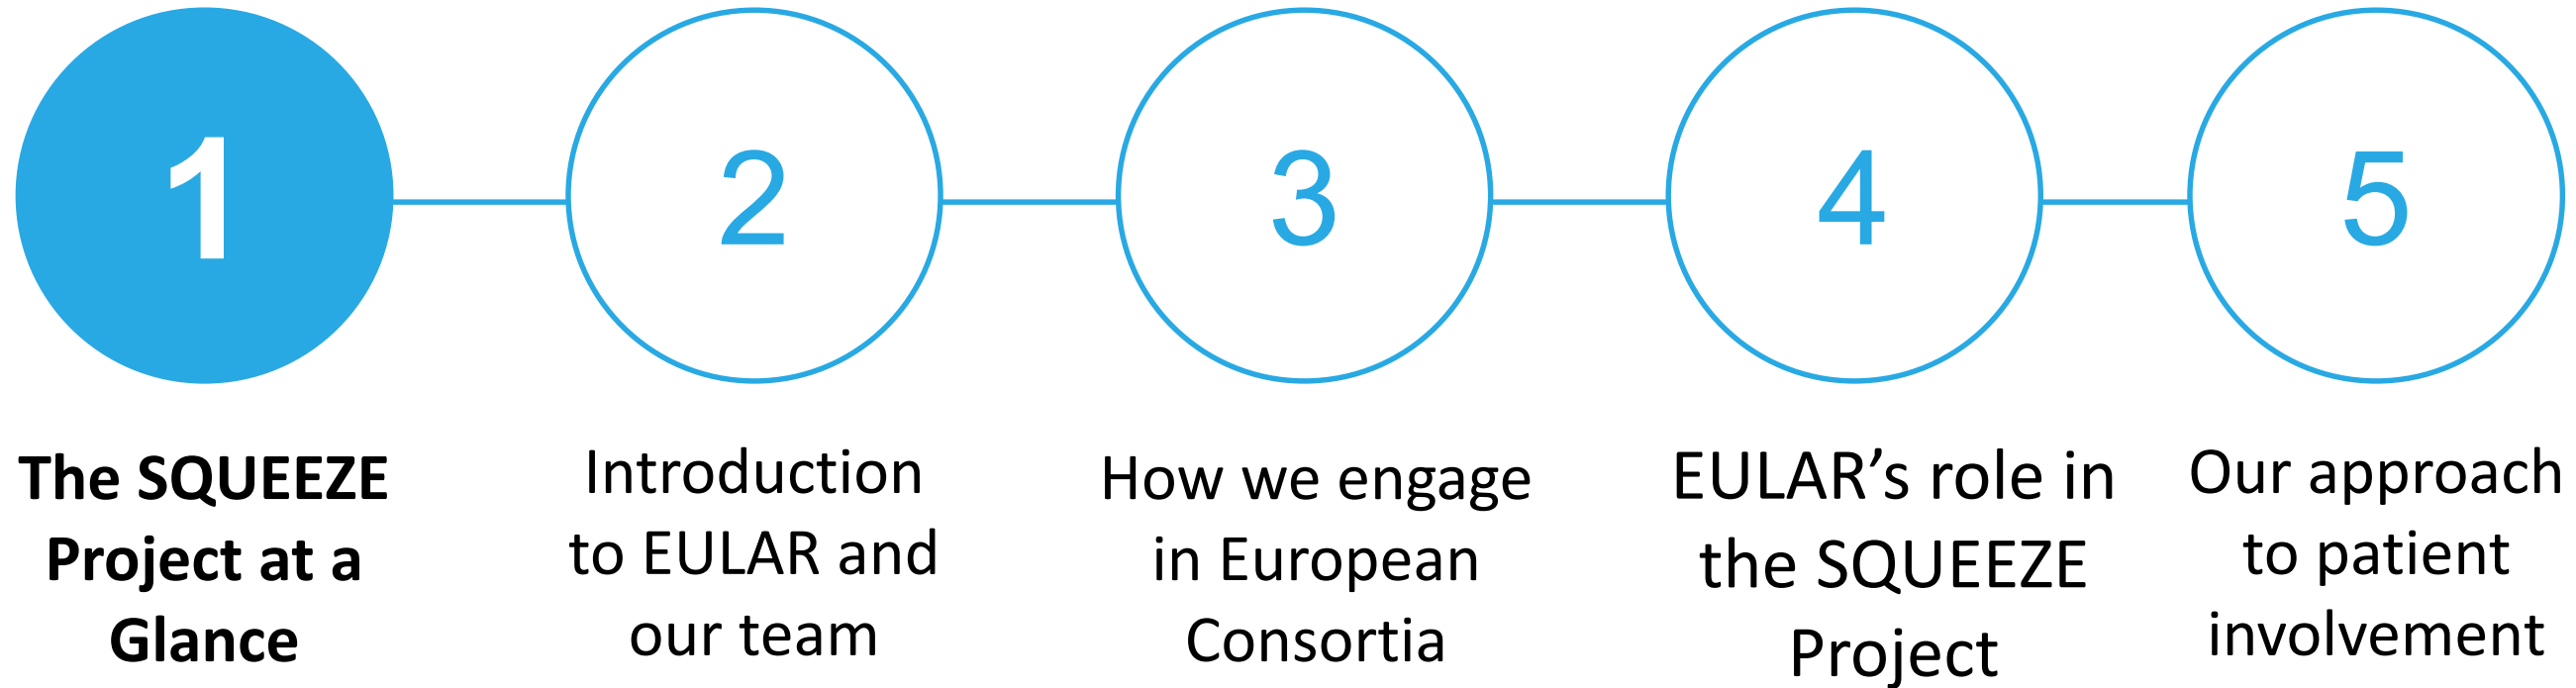 1
The SQUEEZE
Project at a
Glance
2
Introduction
to EULAR and
our team
3
How we engage
in European
Consortia
4
EULAR’s role in
the SQUEEZE
Project
5
Our approach
to patient
involvement